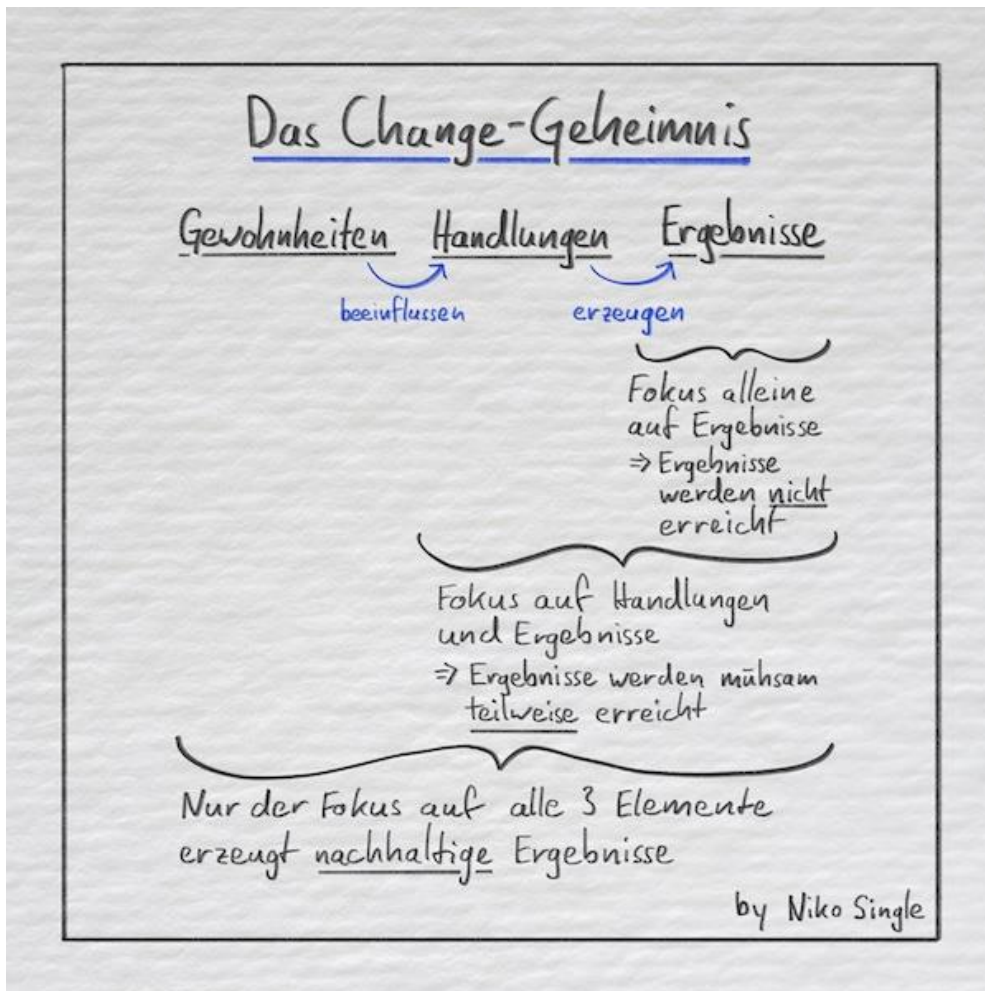 Das Change-Geheimnis
Gewohnheiten Handlungen Ergebnisse
beeinflussen erzeugen
Fokus alleine
auf Ergebnisse
⇒ Ergebnisse
werden nicht
erreicht
Fokus auf Handlungen
und Ergebnisse
⇒ Ergebnisse werden mühsam
teilweise erreicht
Nur der Fokus auf alle 3 Elemente
erzeugt nachhaltige Ergebnisse
by Niko Single